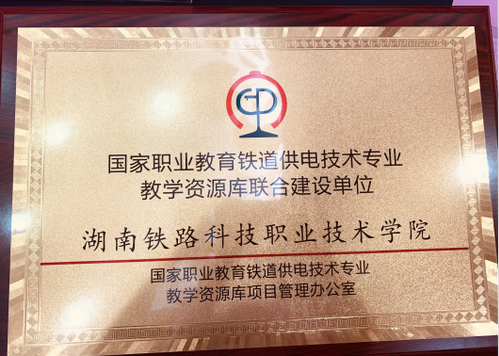 国家职业教育铁道供电技术专业
教学资源库联合建设单位
湖南铁路科技职业技术学院
国家职业教育铁道供电技术专业
教学资源库项目管理办公室